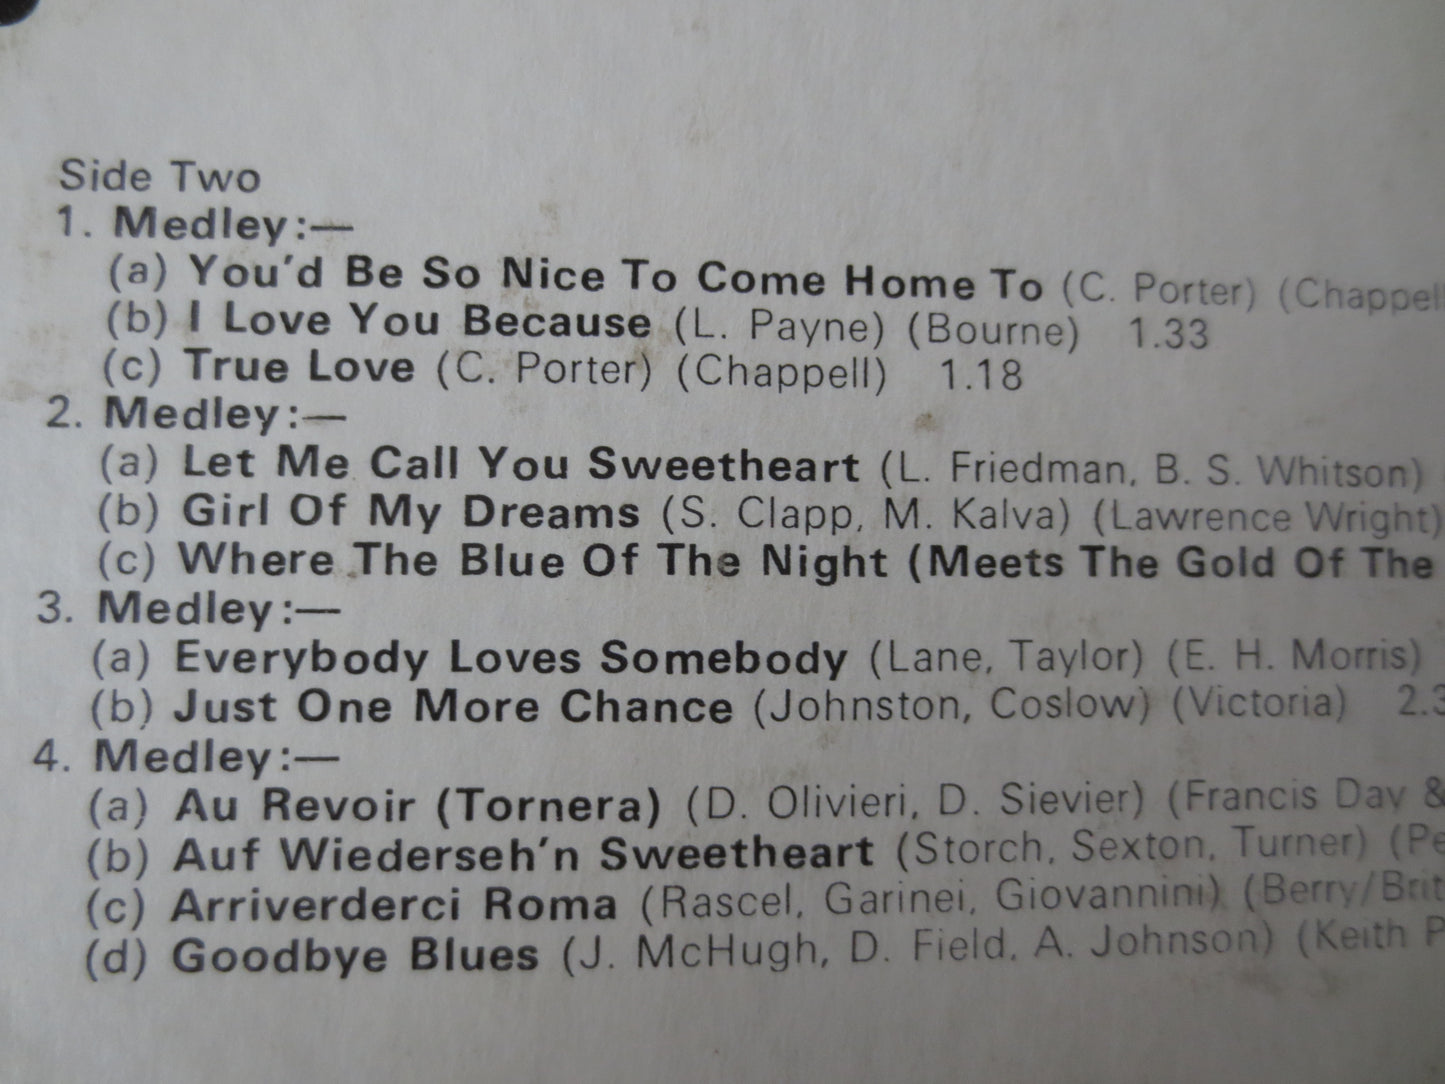 Side Two
1. Medley:—
(a) You'd Be So Nice To Come Home To (C. Porter) (Chappell
(b) I Love You Because (L. Payne) (Bourne) 1.33
(c) True Love (C. Porter) (Chappell) 1.18
2. Medley:—
(a) Let Me Call You Sweetheart (L. Friedman, B. S. Whitson)
(b) Girl Of My Dreams (S. Clapp, M. Kalva) (Lawrence Wright)
(c) Where The Blue Of The Night (Meets The Gold Of The
3. Medley:—
(a) Everybody Loves Somebody (Lane, Taylor) (E. H. Morris)
(b) Just One More Chance (Johnston, Coslow) (Victoria) 2.3
4. Medley:—
(a) Au Revoir (Tornera) (D. Olivieri, D. Sievier) (Francis Day &
(b) Auf Wiederseh'n Sweetheart (Storch, Sexton, Turner)
(c) Arriverderci Roma (Rascel, Garinei, Giovannini) (Berry/Brit
(d) Goodbye Blues (J. McHugh, D. Field, A. Johnson) (Keith P